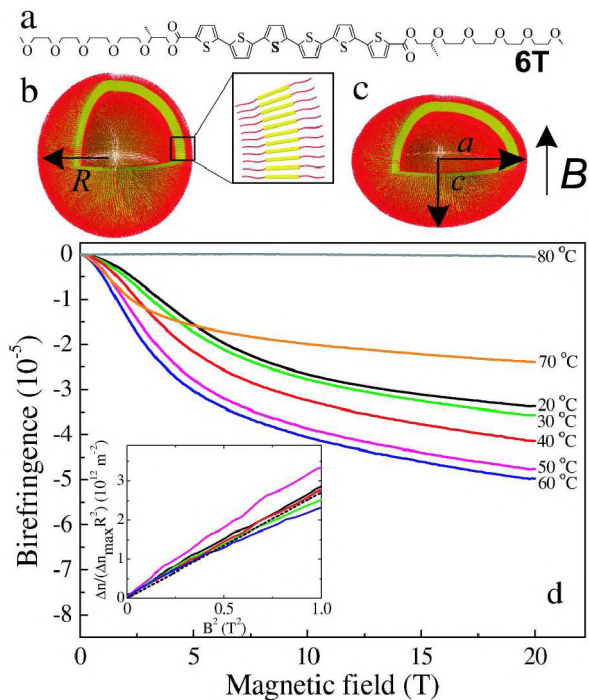 a
O O O O O O O S S S S S S O O O O O O O
6T
b
c
R
a
c
B
0
-1
-2
-3
-4
-5
-6
-7
-8
Birefringence (10⁻⁵)
80 °C
70 °C
20 °C
30 °C
40 °C
50 °C
60 °C
Δn/(Δn_max R²) (10¹² m⁻²)
3
2
1
0
0 0.5 1.0
B² (T²)
d
0 5 10 15 20
Magnetic field (T)